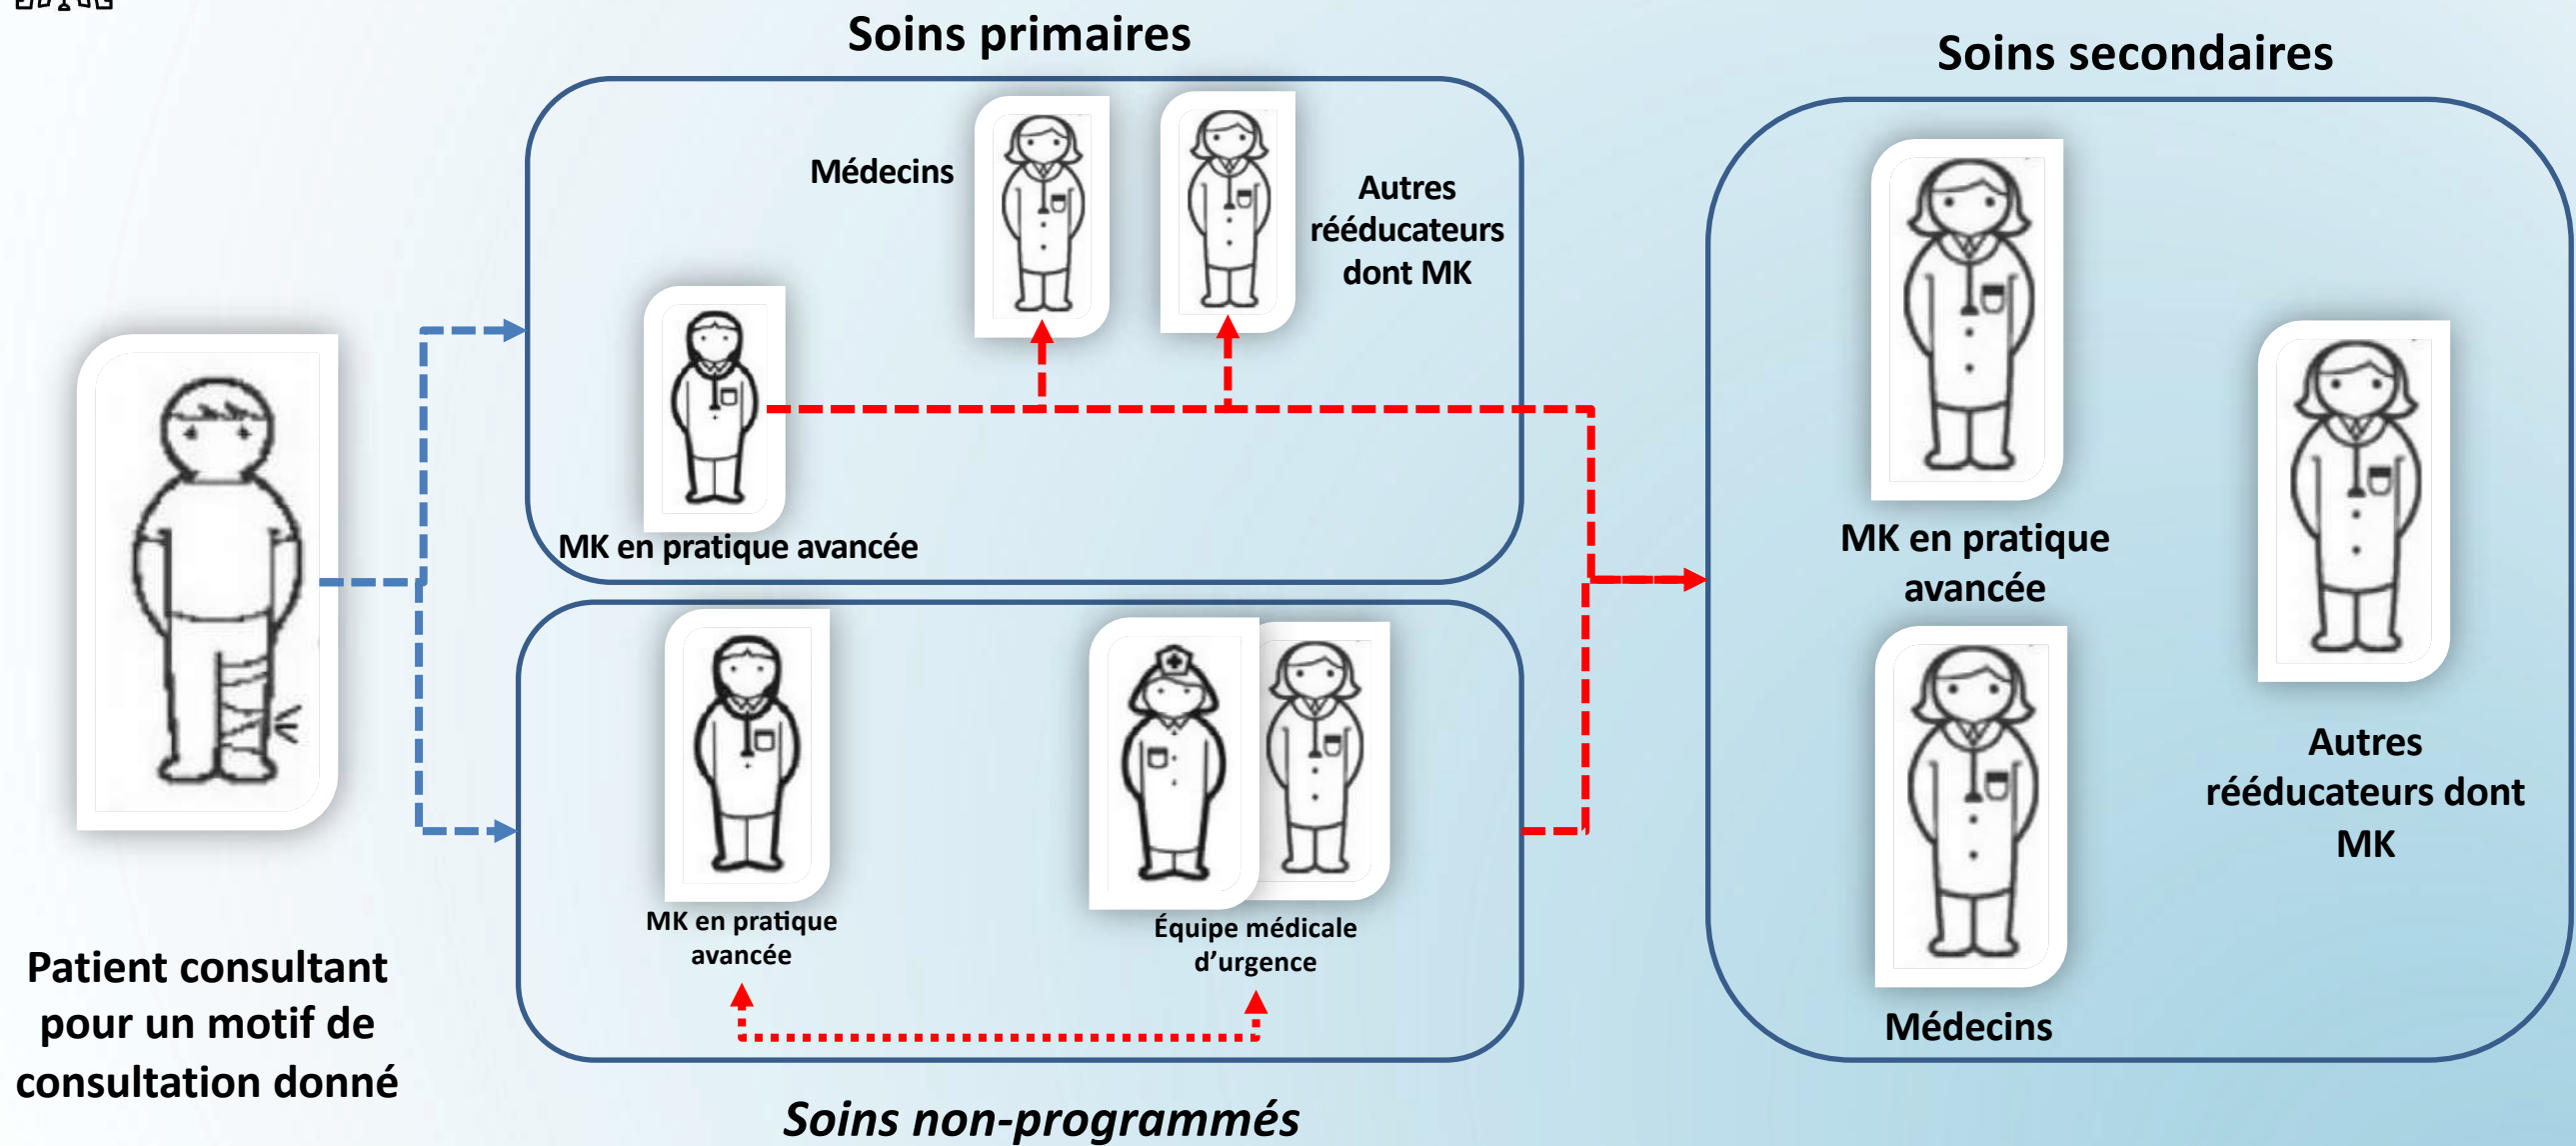 Soins primaires
Soins secondaires
Médecins
Autres
rééducateurs
dont MK
MK en pratique avancée
MK en pratique
avancée
Équipe médicale
d’urgence
MK en pratique
avancée
Autres
rééducateurs dont
MK
Médecins
Patient consultant
pour un motif de
consultation donné
Soins non-programmés